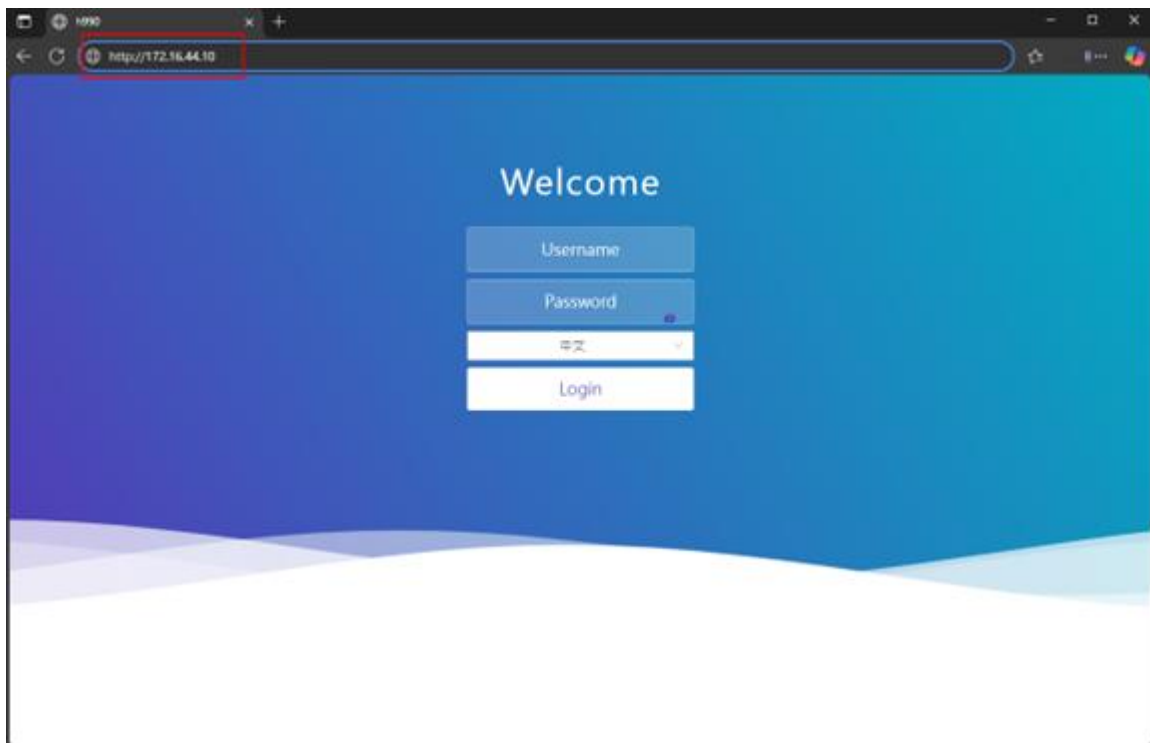 http://172.16.44.10
Welcome
Username
Password
中文
Login